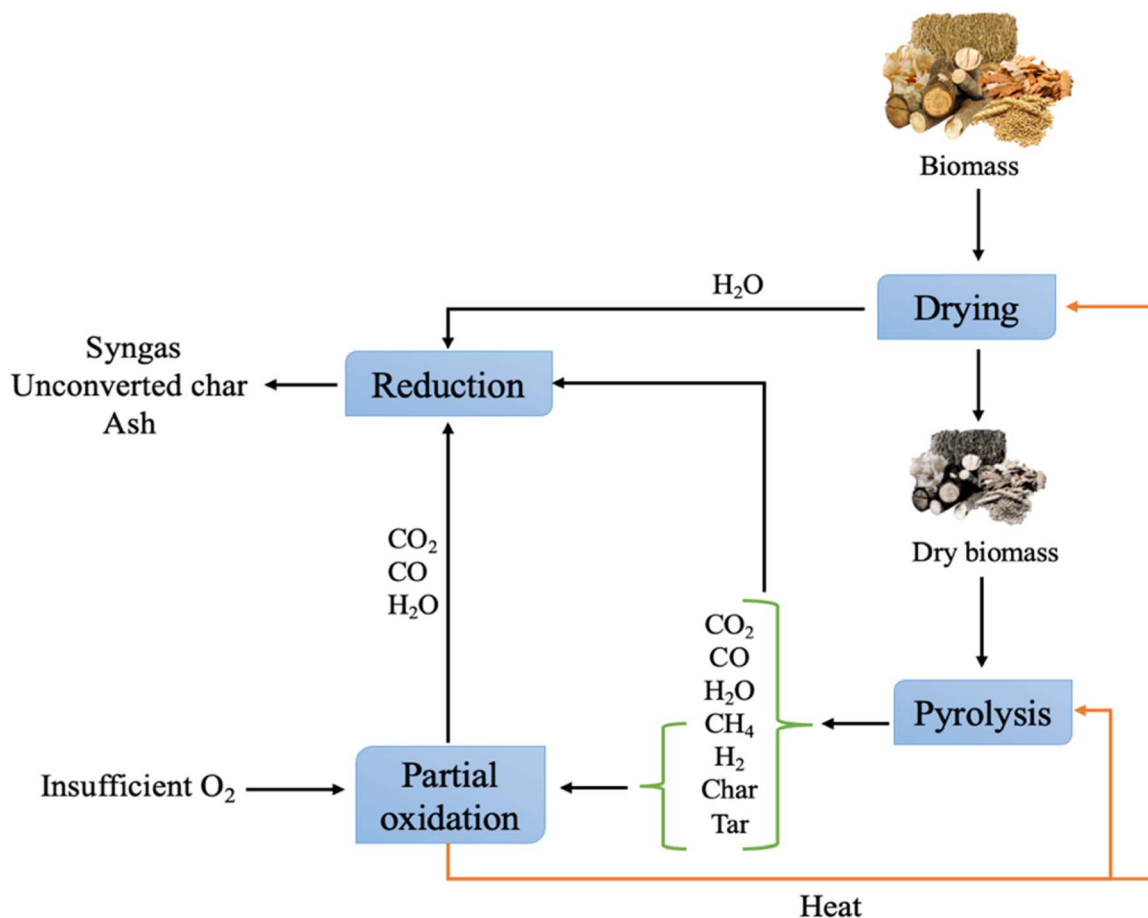 Biomass
H₂O
Drying
Syngas
Unconverted char
Ash
Reduction
CO₂
CO
H₂O
Dry biomass
CO₂
CO
H₂O
CH₄
H₂
Char
Tar
Pyrolysis
Insufficient O₂
Partial
oxidation
Heat